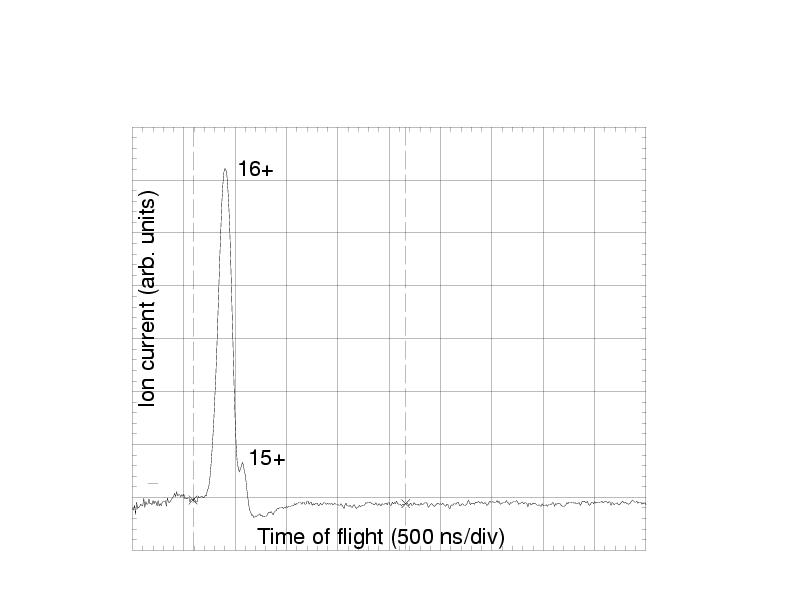 16+
Ion current (arb. units)
15+
Time of flight (500 ns/div)